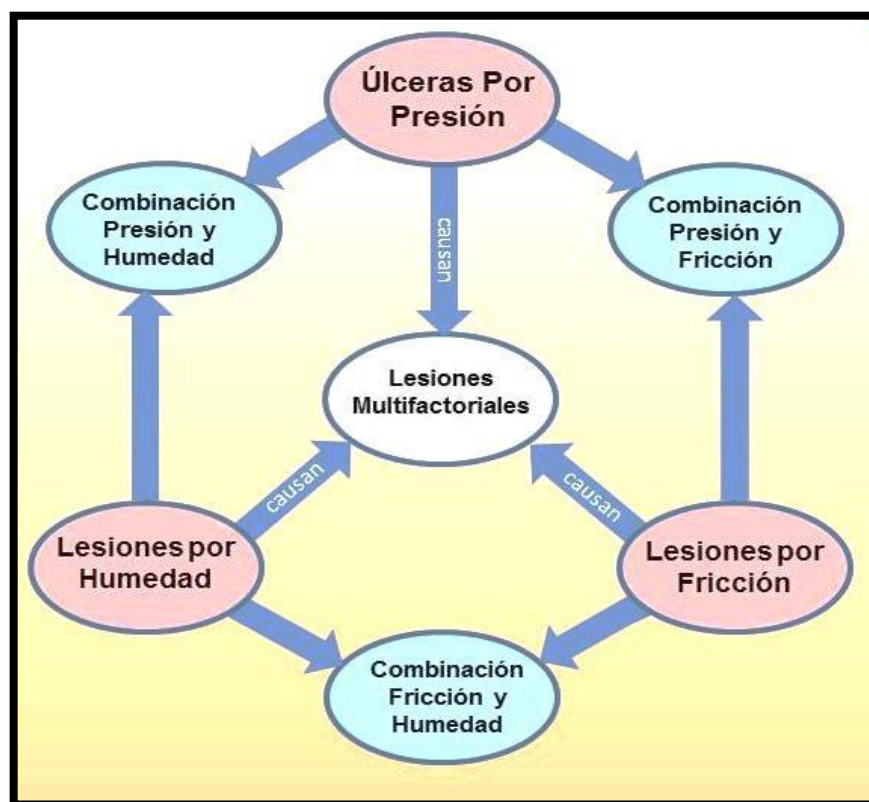 Úlceras Por
Presión
Combinación
Presión y
Humedad
causan
Combinación
Presión y
Fricción
Lesiones
Multifactoriales
causan
causan
Lesiones por
Humedad
Lesiones por
Fricción
Combinación
Fricción y
Humedad